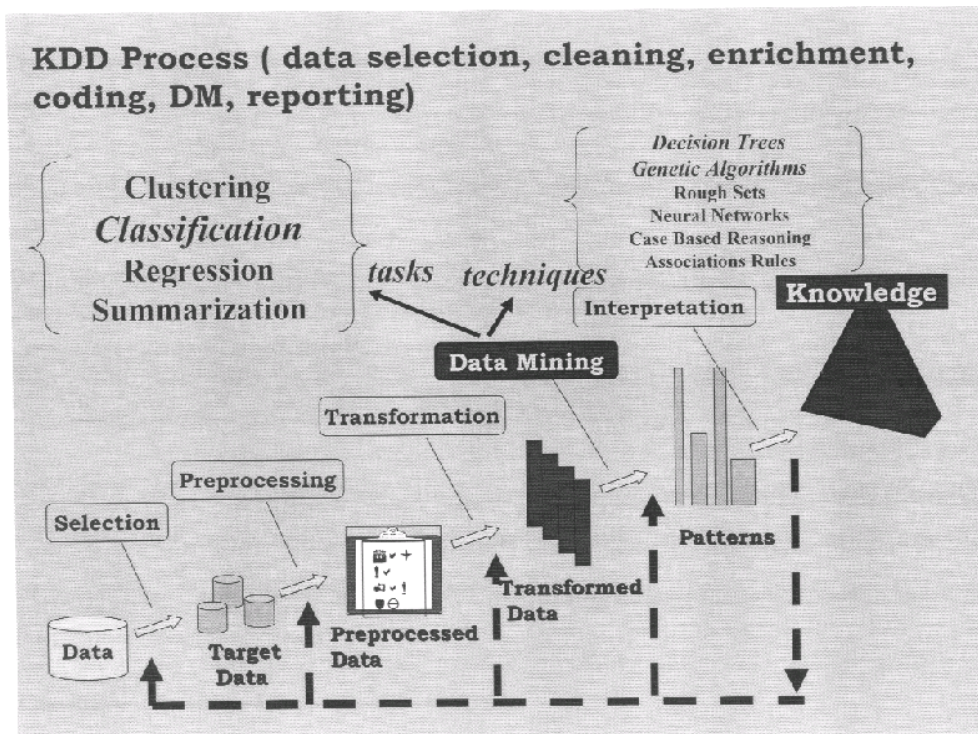 KDD Process ( data selection, cleaning, enrichment,
coding, DM, reporting)
Clustering
Classification
Regression
Summarization
tasks
techniques
Decision Trees
Genetic Algorithms
Rough Sets
Neural Networks
Case Based Reasoning
Associations Rules
Knowledge
Interpretation
Data Mining
Transformation
Preprocessing
Selection
Data
Target
Data
Preprocessed
Data
Transformed
Data
Patterns